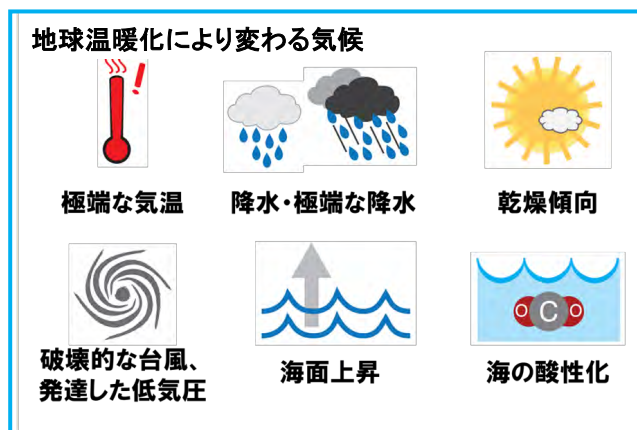 地球温暖化により変わる気候
極端な気温
降水・極端な降水
乾燥傾向
破壊的な台風、
発達した低気圧
海面上昇
O C O
海の酸性化